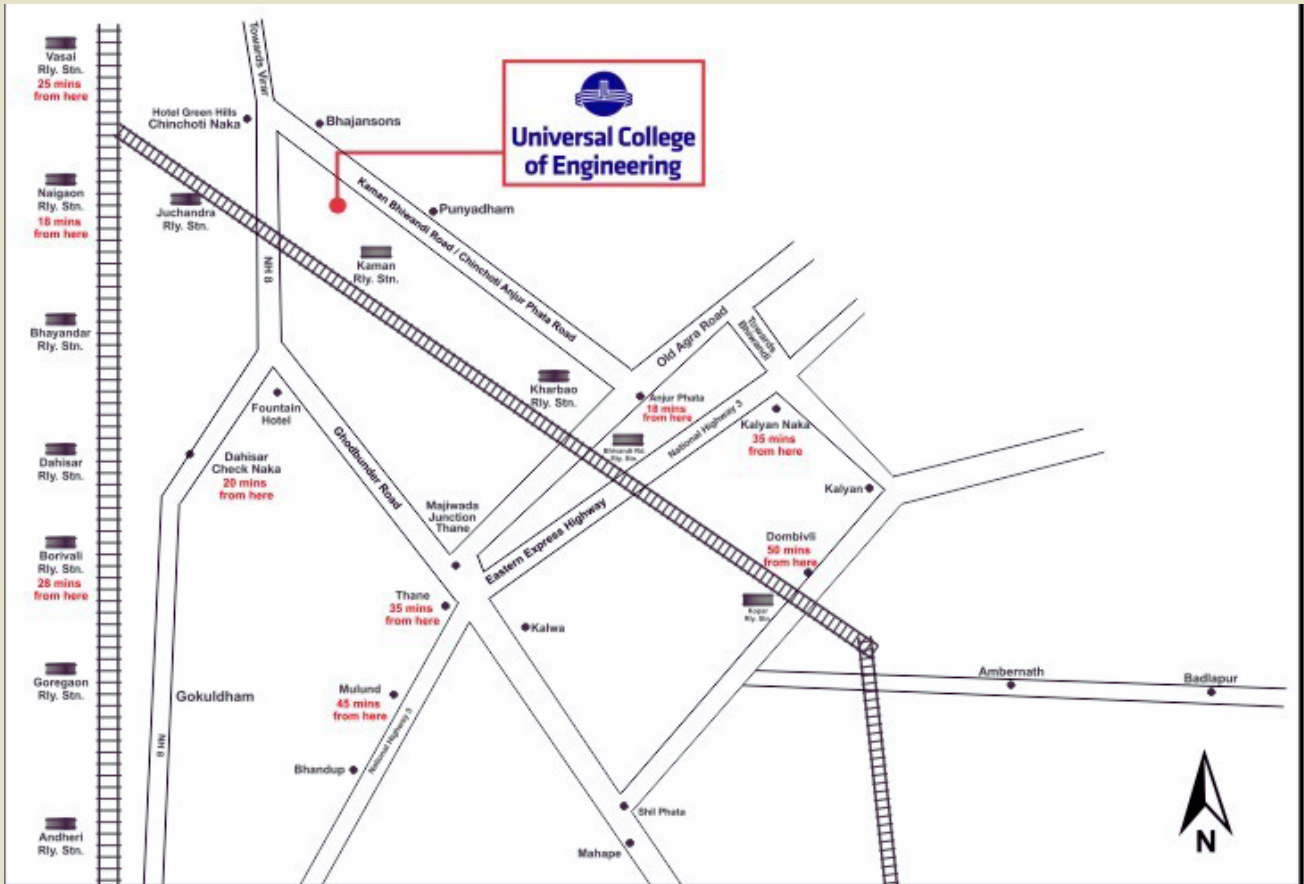 Vasai
Rly. Stn.
25 mins
from here
Naigaon
Rly. Stn.
18 mins
from here
Bhayandar
Rly. Stn.
Dahisar
Rly. Stn.
Borivali
Rly. Stn.
28 mins
from here
Goregaon
Rly. Stn.
Andheri
Rly. Stn.
Towards Virar
Hotel Green Hills
Chinchoti Naka
Bhajansons
Universal College
of Engineering
Juchandra
Rly. Stn.
Punyadham
Kaman Bhiwandi Road / Chinchoti Anjur Phata Road
Kaman
Rly. Stn.
NH 8
Fountain
Hotel
Dahisar
Check Naka
20 mins
from here
Ghodbunder Road
Kharbao
Rly. Stn.
Old Agra Road
Towards
Bhiwandi
Anjur Phata
18 mins
from here
Rly. Stn.
National Highway 3
Kalyan Naka
35 mins
from here
Kalyan
Majiwada
Junction
Thane
Eastern Express Highway
Dombivli
50 mins
from here
Kopar
Rly. Stn.
Thane
35 mins
from here
Kalwa
Mulund
45 mins
from here
National Highway 3
Bhandup
Gokuldham
NH 8
Ambernath
Badlapur
Shil Phata
Mahape
N